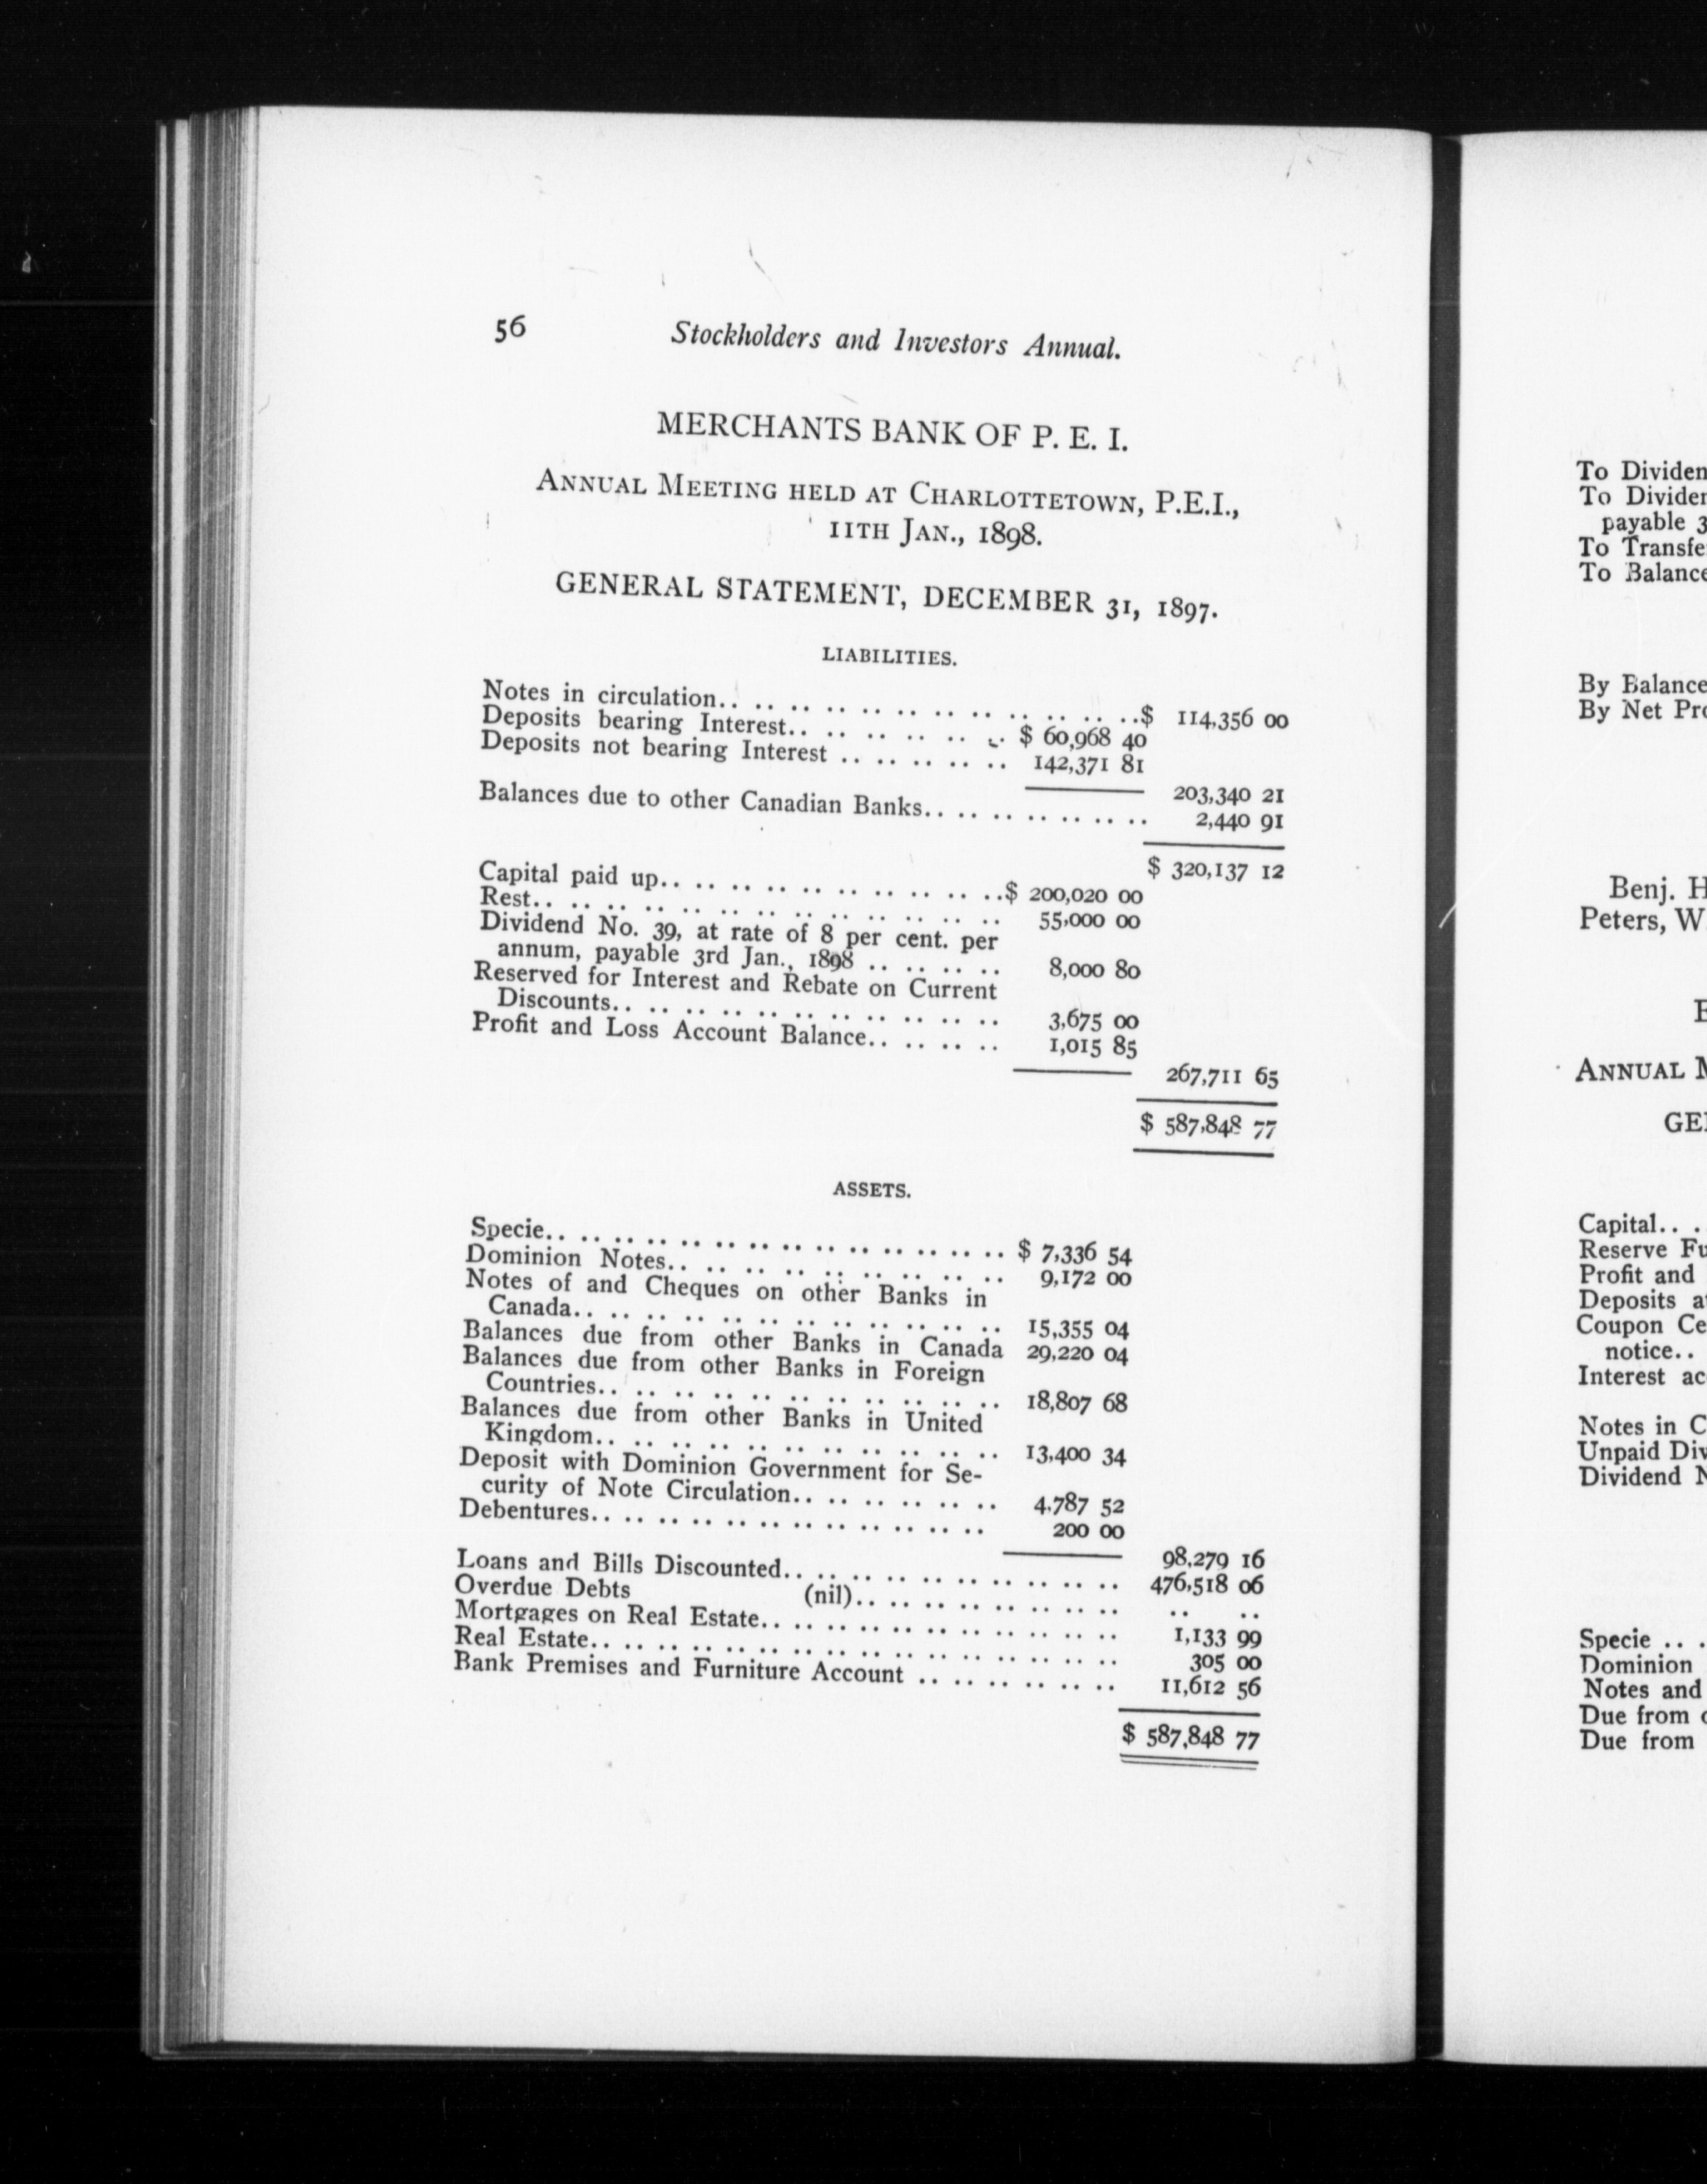 56 Stockholders and Investors Annual.
MERCHANTS BANK OF P. E. I.
ANNUAL MEETING HELD AT CHARLOTTETOWN, P.E.I.,
11TH JAN., 1898.
GENERAL STATEMENT, DECEMBER 31, 1897.
LIABILITIES.
Notes in circulation.. .. .. .. .. .. .. .. .. .. .. ..$ 114,356 00
Deposits bearing Interest.. .. .. .. .. .. .. $ 60,968 40
Deposits not bearing Interest .. .. .. .. .. 142,371 81
203,340 21
Balances due to other Canadian Banks.. .. .. .. .. .. .. 2,440 91
$ 320,137 12
Capital paid up.. .. .. .. .. .. .. .. .. ..$ 200,020 00
Rest.. .. .. .. .. .. .. .. .. .. .. .. .. 55,000 00
Dividend No. 39, at rate of 8 per cent. per
annum, payable 3rd Jan., 1898 .. .. .. .. 8,000 80
Reserved for Interest and Rebate on Current
Discounts.. .. .. .. .. .. .. .. .. .. .. 3,675 00
Profit and Loss Account Balance.. .. .. .. 1,015 85
267,711 65
$ 587,848 77
ASSETS.
Specie.. .. .. .. .. .. .. .. .. .. .. .. .. .. $ 7,336 54
Dominion Notes.. .. .. .. .. .. .. .. .. .. 9,172 00
Notes of and Cheques on other Banks in
Canada.. .. .. .. .. .. .. .. .. .. .. .. 15,355 04
Balances due from other Banks in Canada 29,220 04
Balances due from other Banks in Foreign
Countries.. .. .. .. .. .. .. .. .. .. .. 18,807 68
Balances due from other Banks in United
Kingdom.. .. .. .. .. .. .. .. .. .. .. 13,400 34
Deposit with Dominion Government for Se-
curity of Note Circulation.. .. .. .. .. .. 4,787 52
Debentures.. .. .. .. .. .. .. .. .. .. .. .. 200 00
98,279 16
Loans and Bills Discounted.. .. .. .. .. .. .. .. .. .. 476,518 06
Overdue Debts (nil).. .. .. .. .. .. .. .. .. ..
Mortgages on Real Estate.. .. .. .. .. .. .. .. .. .. 1,133 99
Real Estate.. .. .. .. .. .. .. .. .. .. .. .. .. .. .. 305 00
Bank Premises and Furniture Account .. .. .. .. .. .. 11,612 56
$ 587,848 77
To Dividen
To Divider
payable 3
To Transfe
To Balance
By Balance
By Net Pro
Benj. H
Peters, W
ANNUAL
GE
Capital.. .
Reserve Fu
Profit and
Deposits a
Coupon Ce
notice..
Interest ac
Notes in C
Unpaid Div
Dividend N
Specie .. .
Dominion
Notes and
Due from
Due from